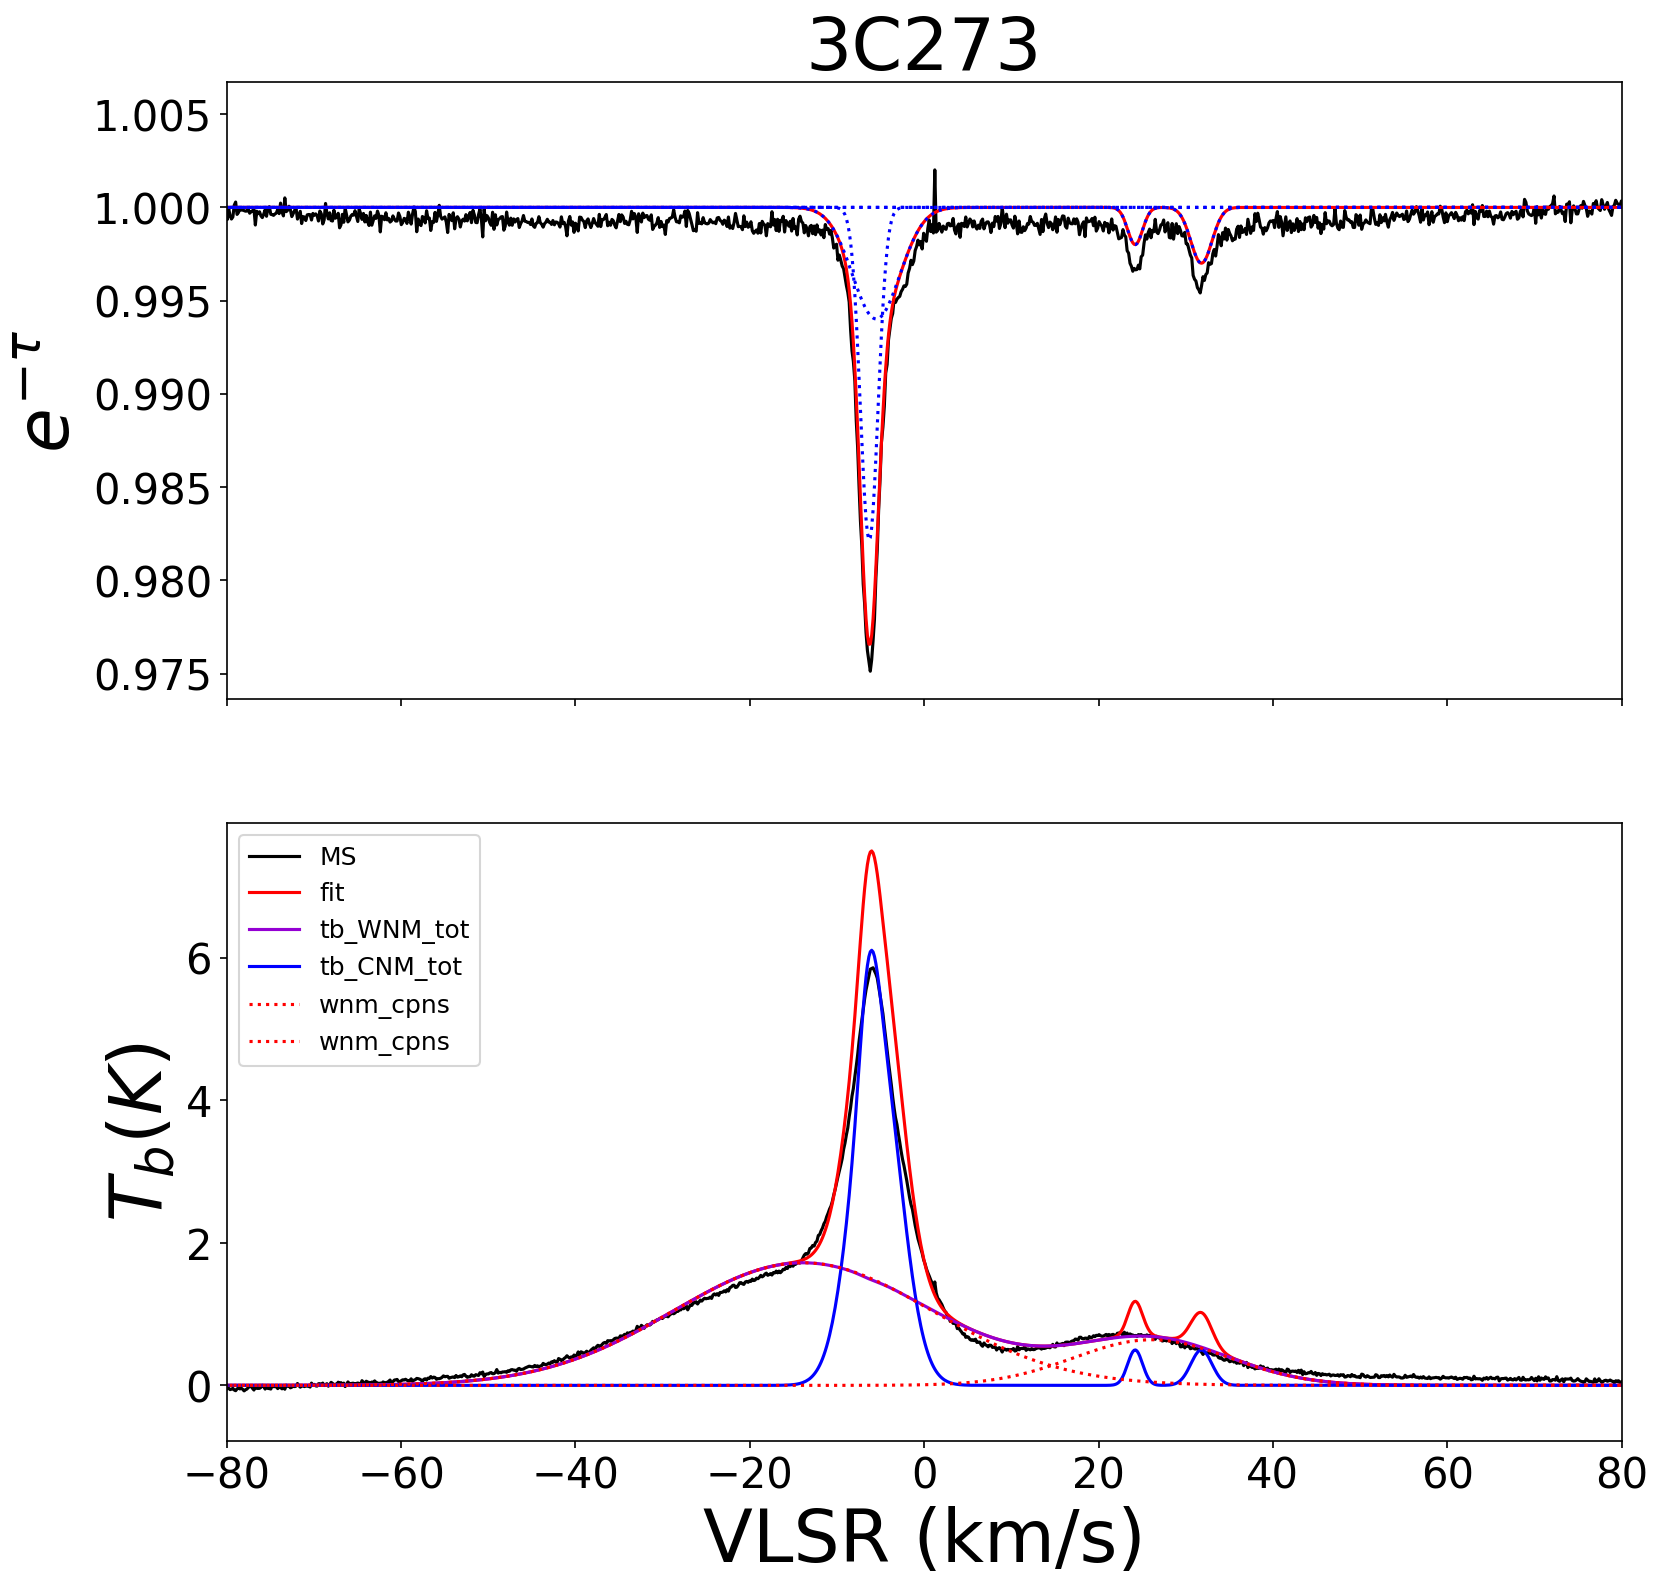 3C273
1.005
1.000
0.995
0.990
0.985
0.980
0.975
e^{-τ}
MS
fit
tb_WNM_tot
tb_CNM_tot
wnm_cpns
wnm_cpns
6
4
2
0
T_b(K)
−80 −60 −40 −20 0 20 40 60 80
VLSR (km/s)